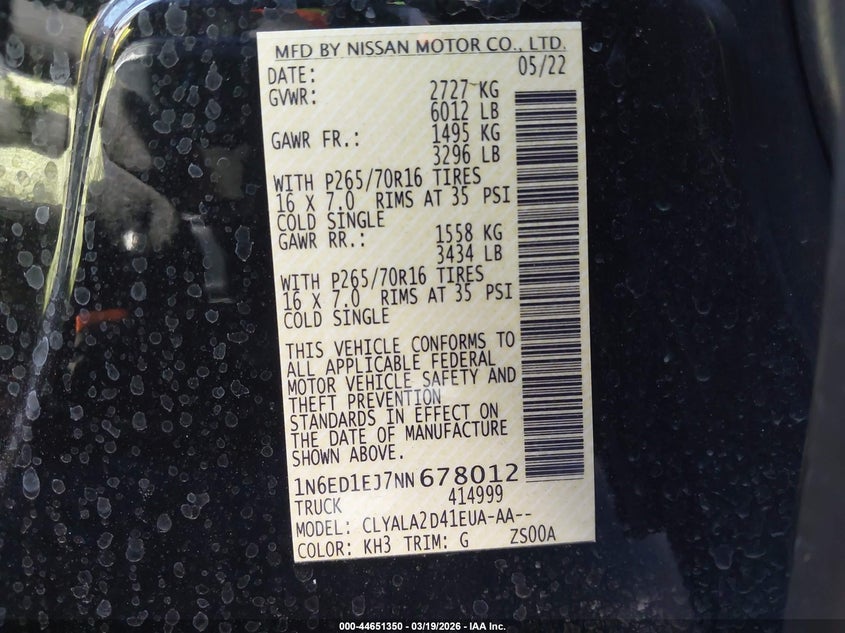 MFD BY NISSAN MOTOR CO., LTD.
DATE: 05/22
GVWR: 2727 KG
6012 LB
GAWR FR.: 1495 KG
3296 LB
WITH P265/70R16 TIRES
16 X 7.0 RIMS AT 35 PSI
COLD SINGLE
GAWR RR.: 1558 KG
3434 LB
WITH P265/70R16 TIRES
16 X 7.0 RIMS AT 35 PSI
COLD SINGLE
THIS VEHICLE CONFORMS TO
ALL APPLICABLE FEDERAL
MOTOR VEHICLE SAFETY AND
THEFT PREVENTION
STANDARDS IN EFFECT ON
THE DATE OF MANUFACTURE
SHOWN ABOVE.
1N6ED1EJ7NN678012
TRUCK 414999
MODEL: CLYALA2D41EUA-AA--
COLOR: KH3 TRIM: G ZS00A
000-44651350 - 03/19/2026 - IAA Inc.